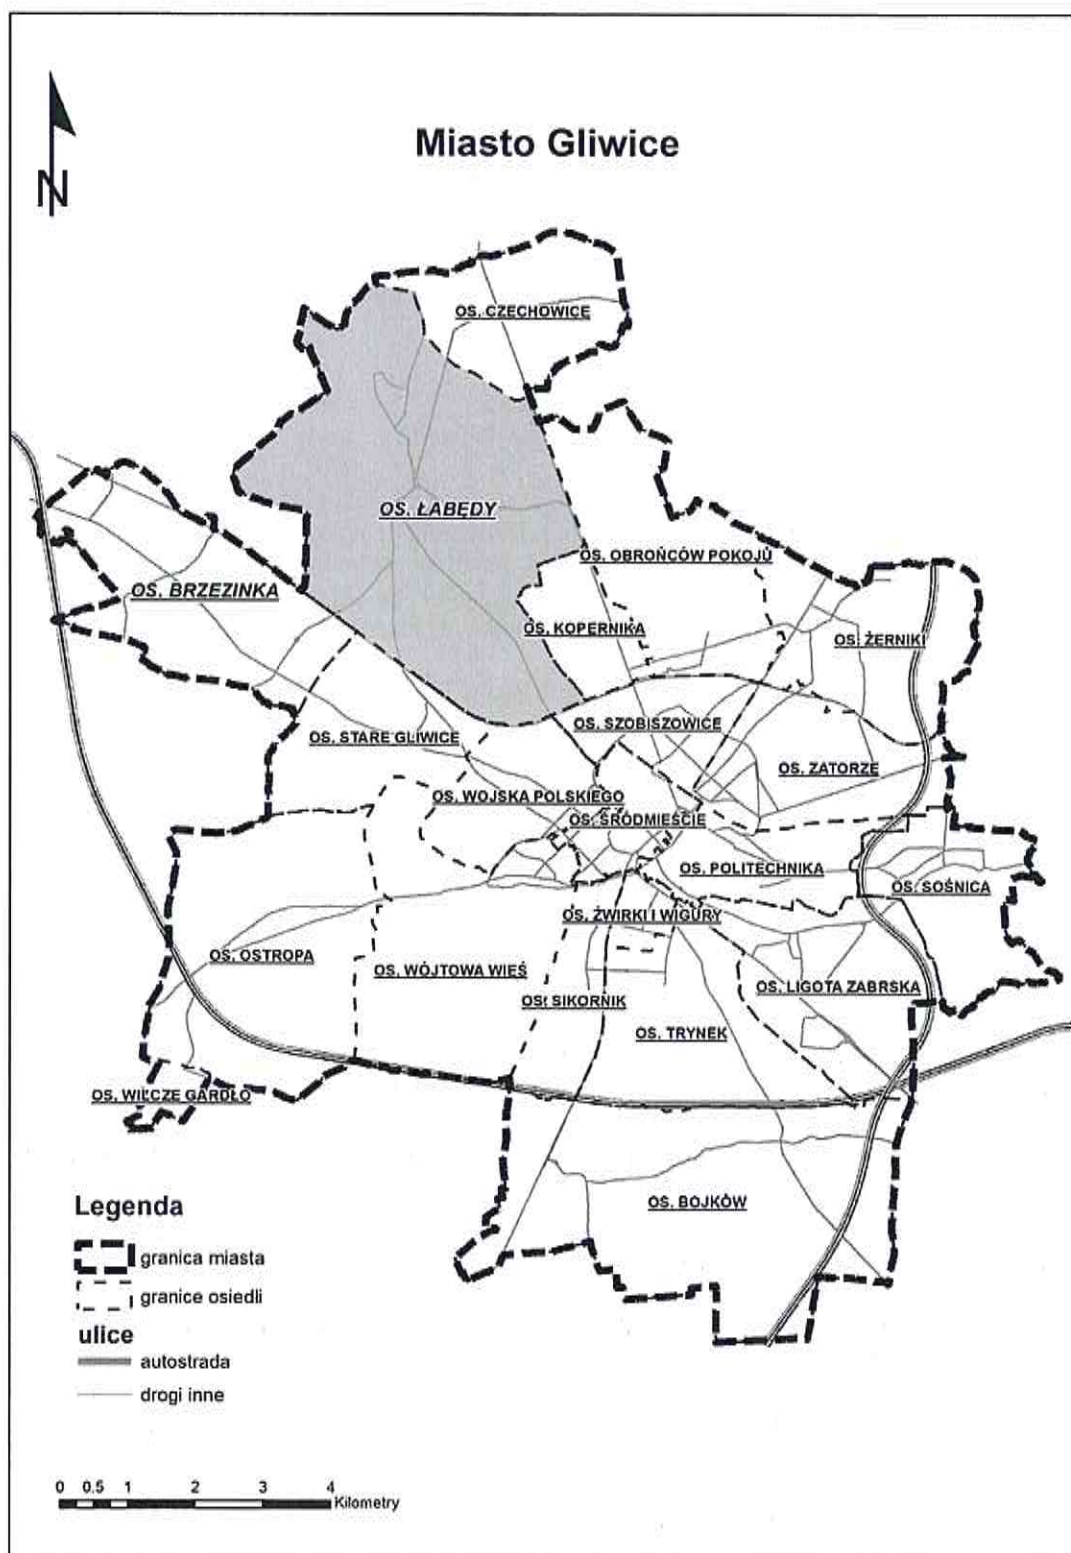 N
Miasto Gliwice
OS. CZECHOWICE
OS. ŁABĘDY
OS. OBROŃCÓW POKOJU
OS. BRZEZINKA
OS. KOPERNIKA
OS. ŻERNIKI
OS. SZOBISZOWICE
OS. STARE GLIWICE
OS. ZATORZE
OS. WOJSKA POLSKIEGO
OS. ŚRÓDMIEŚCIE
OS. POLITECHNIKA
OS. SOŚNICA
OS. ŻWIRKI I WIGURY
OS. OSTROPA
OS. WÓJTOWA WIEŚ
OS. LIGOTA ZABRSKA
OS. SIKORNIK
OS. TRYNEK
OS. WILCZE GARDŁO
OS. BOJKÓW
Legenda
granica miasta
granice osiedli
ulice
autostrada
drogi inne
0 0.5 1 2 3 4
Kilometry